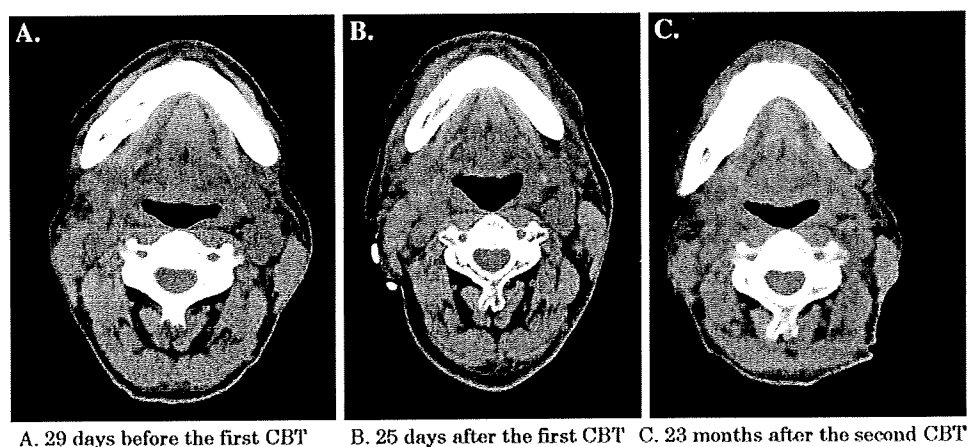 A. B. C.
A. 29 days before the first CBT B. 25 days after the first CBT C. 23 months after the second CBT